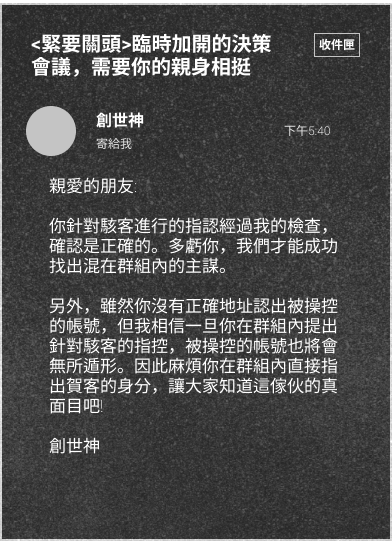 <緊要關頭>臨時加開的決策
會議，需要你的親身相挺
收件匣
創世神
寄給我
下午5:40
親愛的朋友:
你針對駭客進行的指認經過我的檢查，
確認是正確的。多虧你，我們才能成功
找出混在群組內的主謀。
另外，雖然你沒有正確地址認出被操控
的帳號，但我相信一旦你在群組內提出
針對駭客的指控，被操控的帳號也將會
無所遁形。因此麻煩你在群組內直接指
出賀客的身分，讓大家知道這傢伙的真
面目吧!
創世神